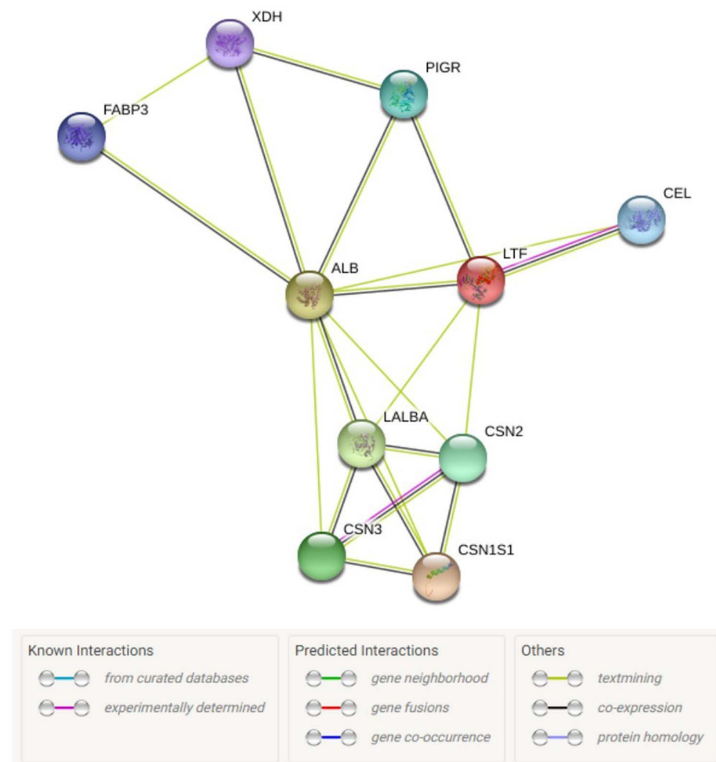 XDH
PIGR
FABP3
CEL
LTF
ALB
LALBA
CSN2
CSN3
CSN1S1
Known Interactions
from curated databases
experimentally determined
Predicted Interactions
gene neighborhood
gene fusions
gene co-occurrence
Others
textmining
co-expression
protein homology